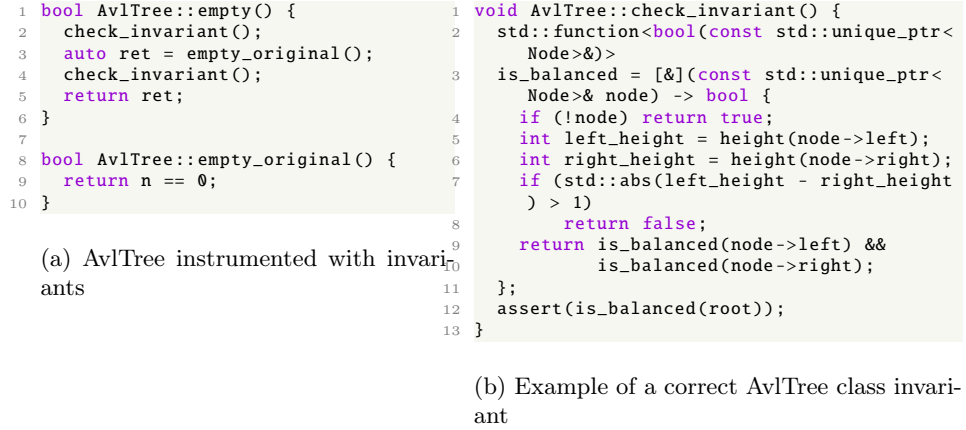 1 bool AvlTree::empty() {
2 check_invariant();
3 auto ret = empty_original();
4 check_invariant();
5 return ret;
6 }
7
8 bool AvlTree::empty_original() {
9 return n == 0;
10 }
(a) AvlTree instrumented with invari-
ants
1 void AvlTree::check_invariant() {
2 std::function<bool(const std::unique_ptr<
Node>&)>
3 is_balanced = [&](const std::unique_ptr<
Node>& node) -> bool {
4 if (!node) return true;
5 int left_height = height(node->left);
6 int right_height = height(node->right);
7 if (std::abs(left_height - right_height
) > 1)
8 return false;
9 return is_balanced(node->left) &&
10 is_balanced(node->right);
11 };
12 assert(is_balanced(root));
13 }
(b) Example of a correct AvlTree class invari-
ant